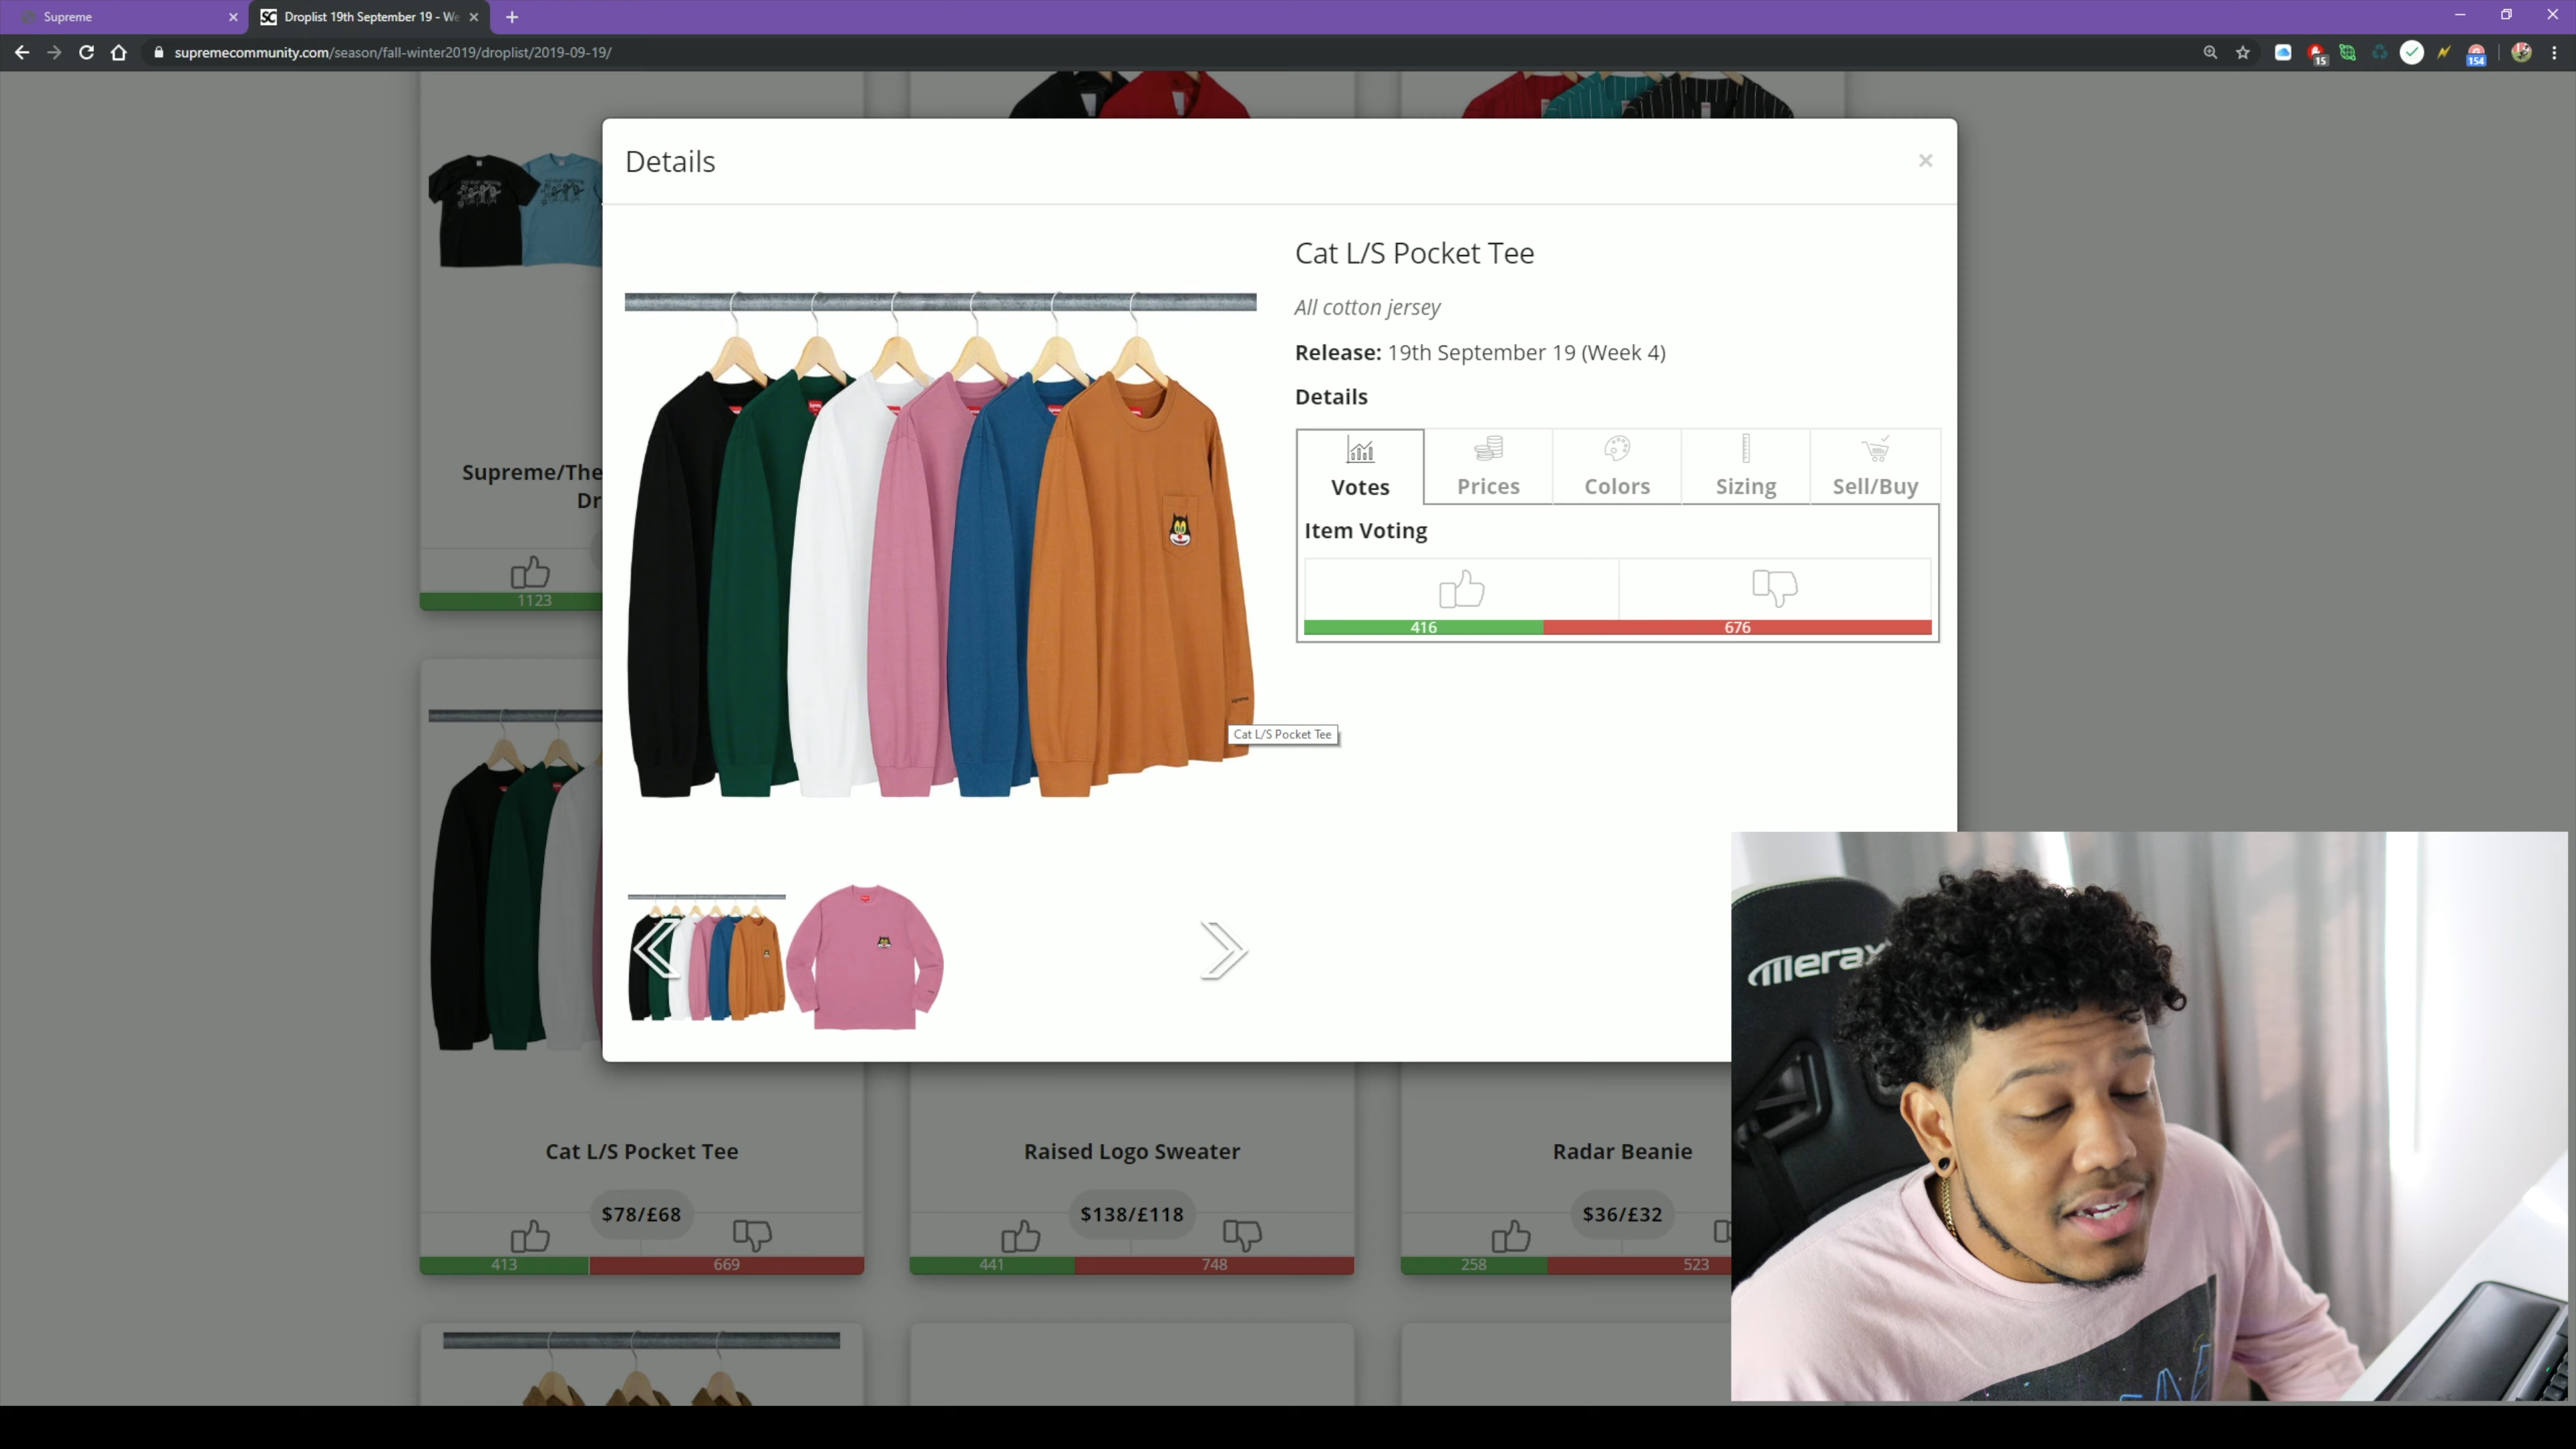 Supreme
SC Droplist 19th September 19 - We
supremecommunity.com/season/fall-winter2019/droplist/2019-09-19/
15
154
Details
Cat L/S Pocket Tee
All cotton jersey
Release: 19th September 19 (Week 4)
Details
Votes
Prices
Colors
Sizing
Sell/Buy
Item Voting
416
676
Cat L/S Pocket Tee
Supreme/The
Dr
1123
Cat L/S Pocket Tee
$78/£68
413
669
Raised Logo Sweater
$138/£118
441
748
Radar Beanie
$36/£32
258
523
merax